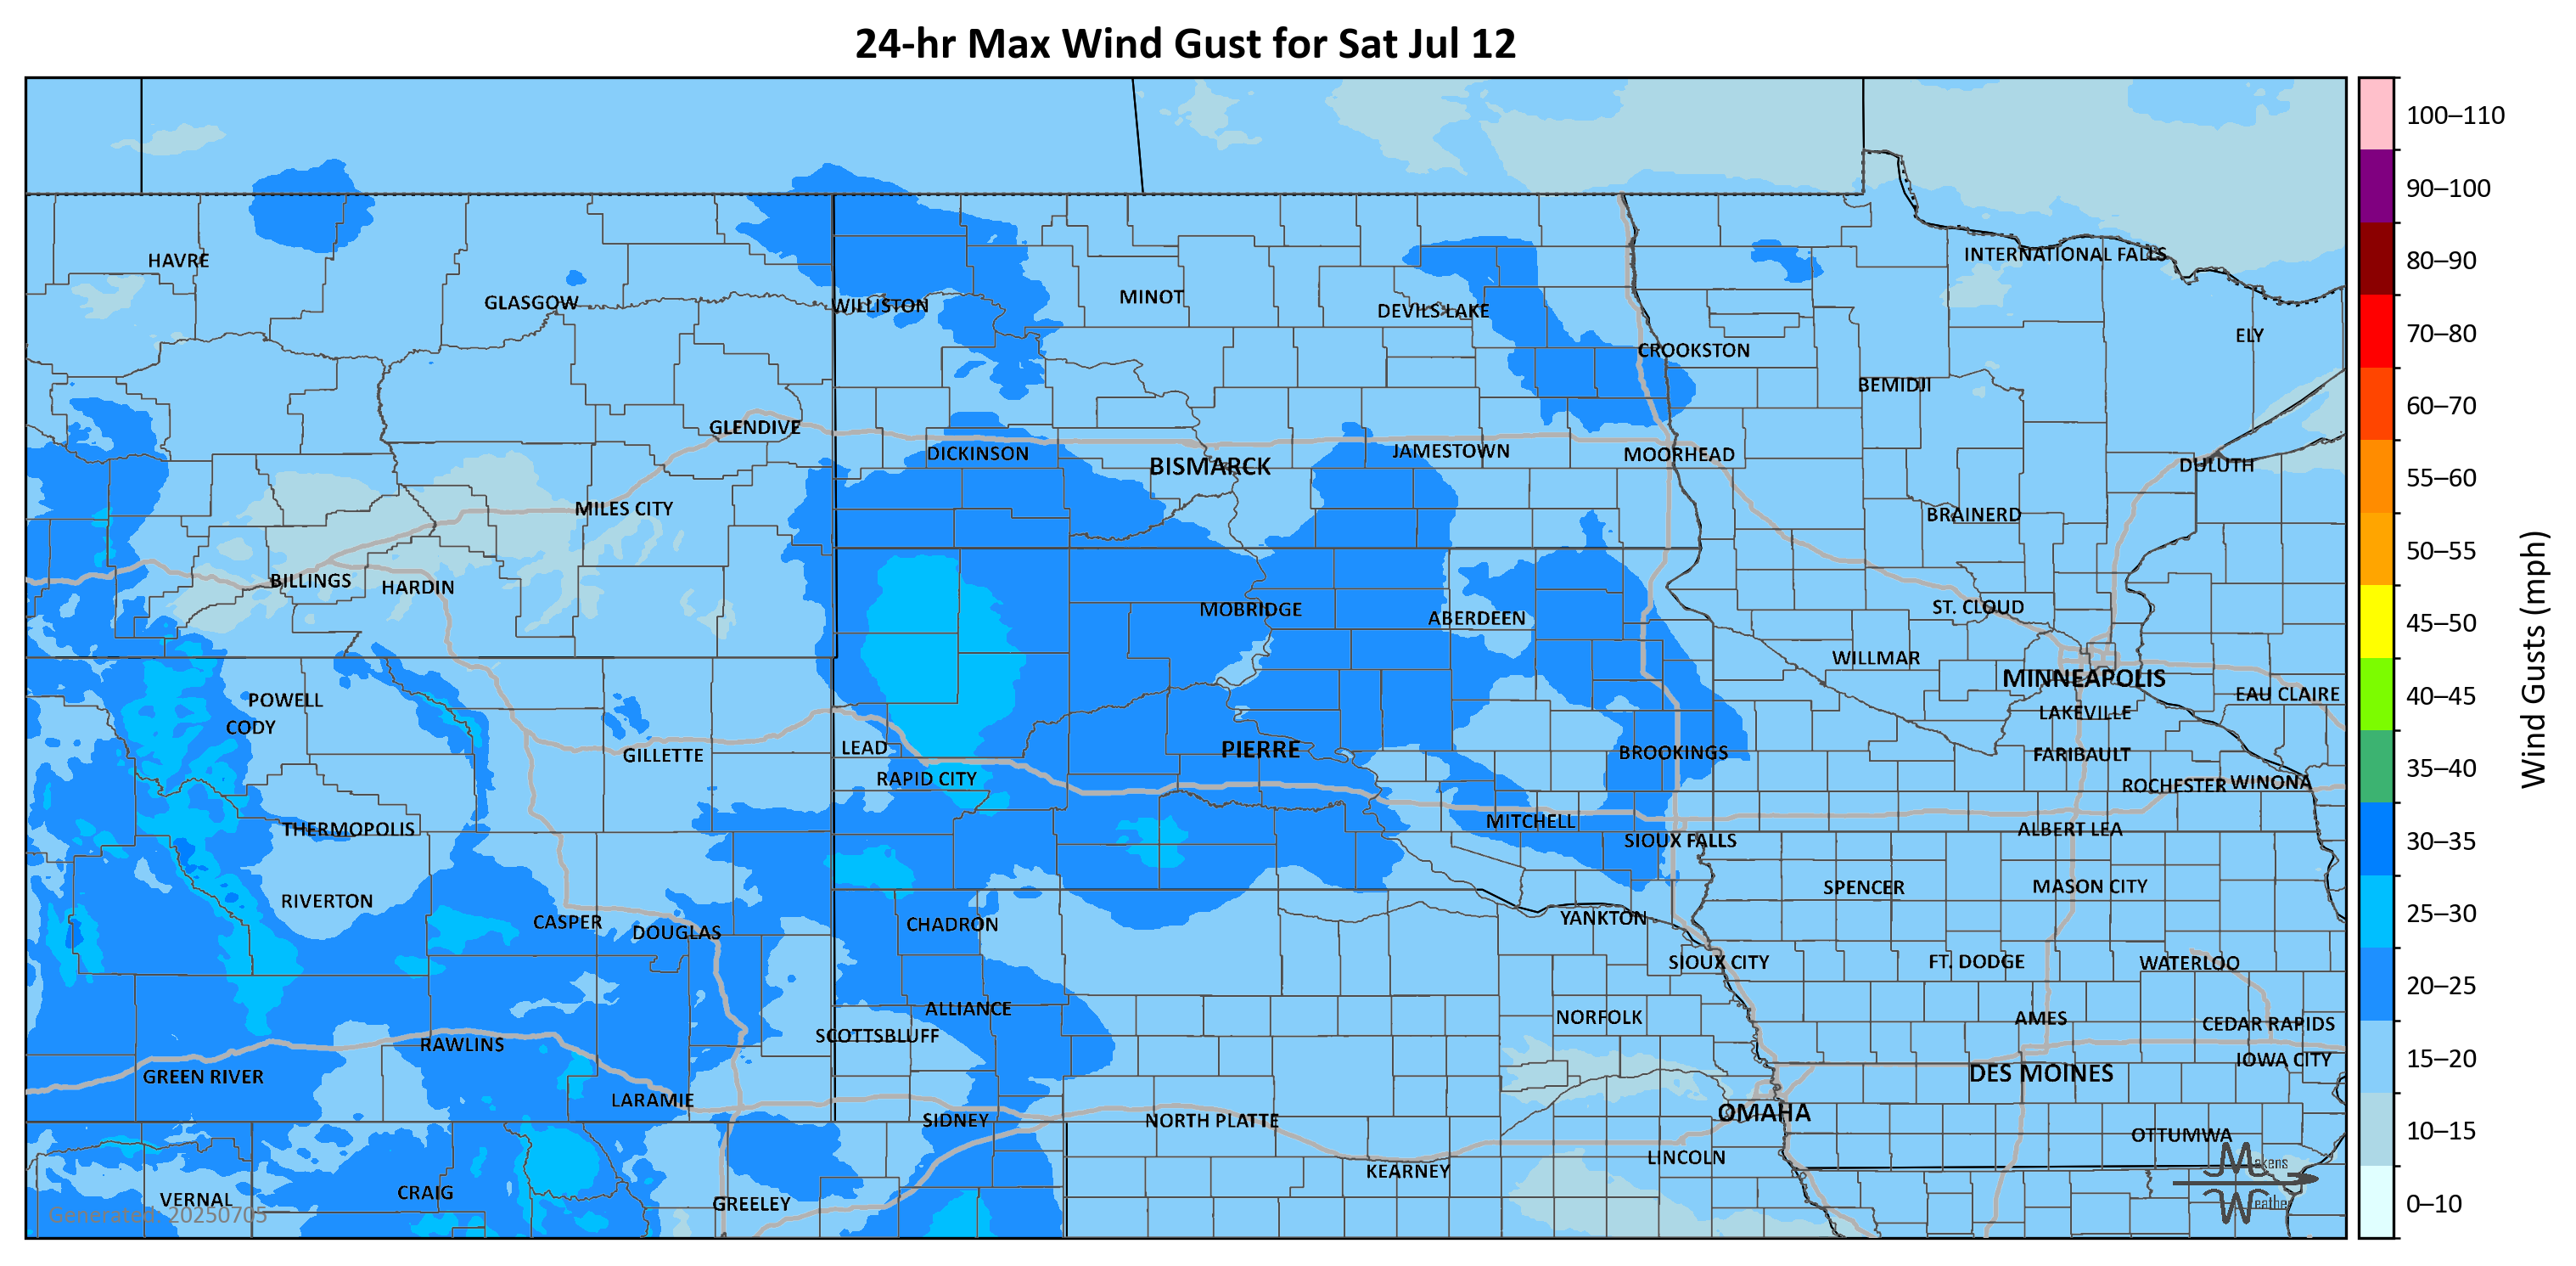 24-hr Max Wind Gust for Sat Jul 12
100–110
90–100
80–90
70–80
60–70
55–60
50–55
45–50
40–45
35–40
30–35
25–30
20–25
15–20
10–15
0–10
Wind Gusts (mph)
HAVRE
GLASGOW
WILLISTON
MINOT
DEVILS LAKE
INTERNATIONAL FALLS
ELY
CROOKSTON
BEMIDJI
GLENDIVE
DICKINSON
BISMARCK
JAMESTOWN
MOORHEAD
DULUTH
MILES CITY
BRAINERD
BILLINGS
HARDIN
MOBRIDGE
ABERDEEN
ST. CLOUD
WILLMAR
MINNEAPOLIS
EAU CLAIRE
POWELL
CODY
LAKEVILLE
GILLETTE
LEAD
PIERRE
BROOKINGS
FARIBAULT
RAPID CITY
ROCHESTER
WINONA
THERMOPOLIS
MITCHELL
ALBERT LEA
SIOUX FALLS
RIVERTON
SPENCER
MASON CITY
CASPER
DOUGLAS
CHADRON
YANKTON
SIOUX CITY
FT. DODGE
WATERLOO
ALLIANCE
NORFOLK
AMES
CEDAR RAPIDS
SCOTTSBLUFF
RAWLINS
IOWA CITY
GREEN RIVER
DES MOINES
LARAMIE
SIDNEY
NORTH PLATTE
OMAHA
OTTUMWA
LINCOLN
KEARNEY
VERNAL
CRAIG
GREELEY
Generated: 20250705
Makens
Weather